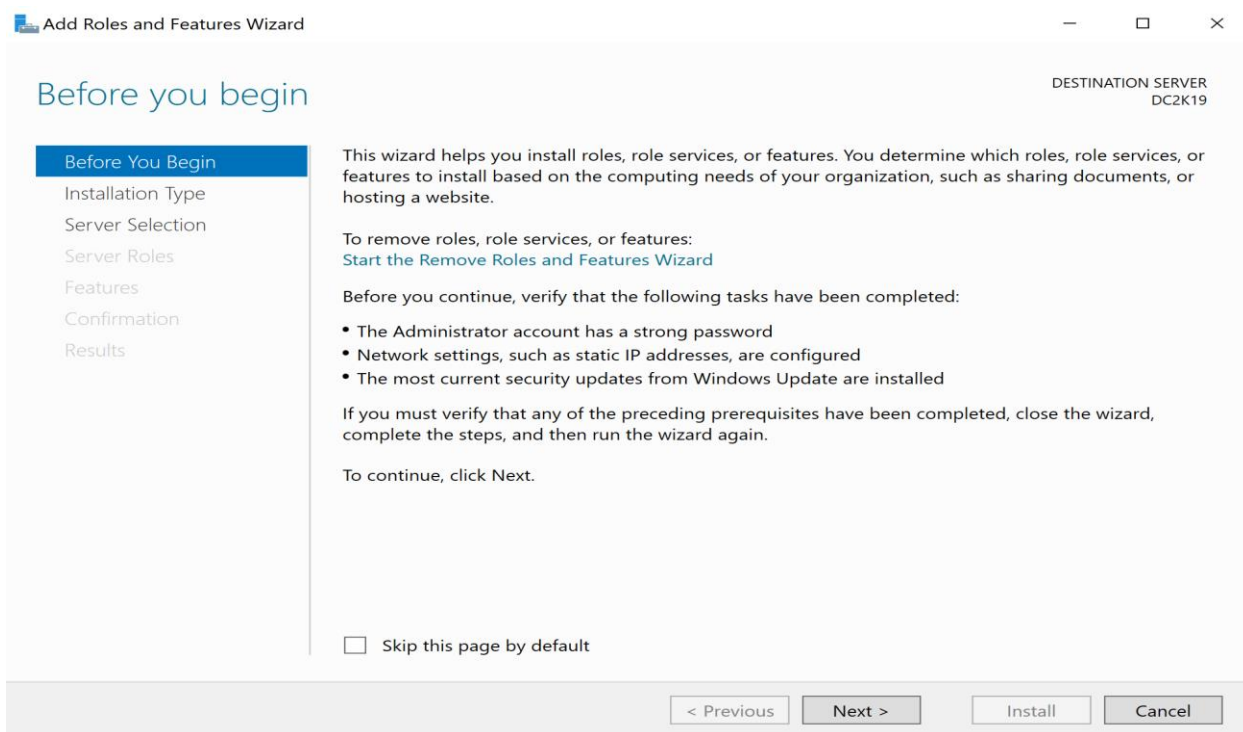 Add Roles and Features Wizard
Before you begin
DESTINATION SERVER
DC2K19
Before You Begin
Installation Type
Server Selection
Server Roles
Features
Confirmation
Results
This wizard helps you install roles, role services, or features. You determine which roles, role services, or
features to install based on the computing needs of your organization, such as sharing documents, or
hosting a website.
To remove roles, role services, or features:
Start the Remove Roles and Features Wizard
Before you continue, verify that the following tasks have been completed:
• The Administrator account has a strong password
• Network settings, such as static IP addresses, are configured
• The most current security updates from Windows Update are installed
If you must verify that any of the preceding prerequisites have been completed, close the wizard,
complete the steps, and then run the wizard again.
To continue, click Next.
Skip this page by default
< Previous
Next >
Install
Cancel